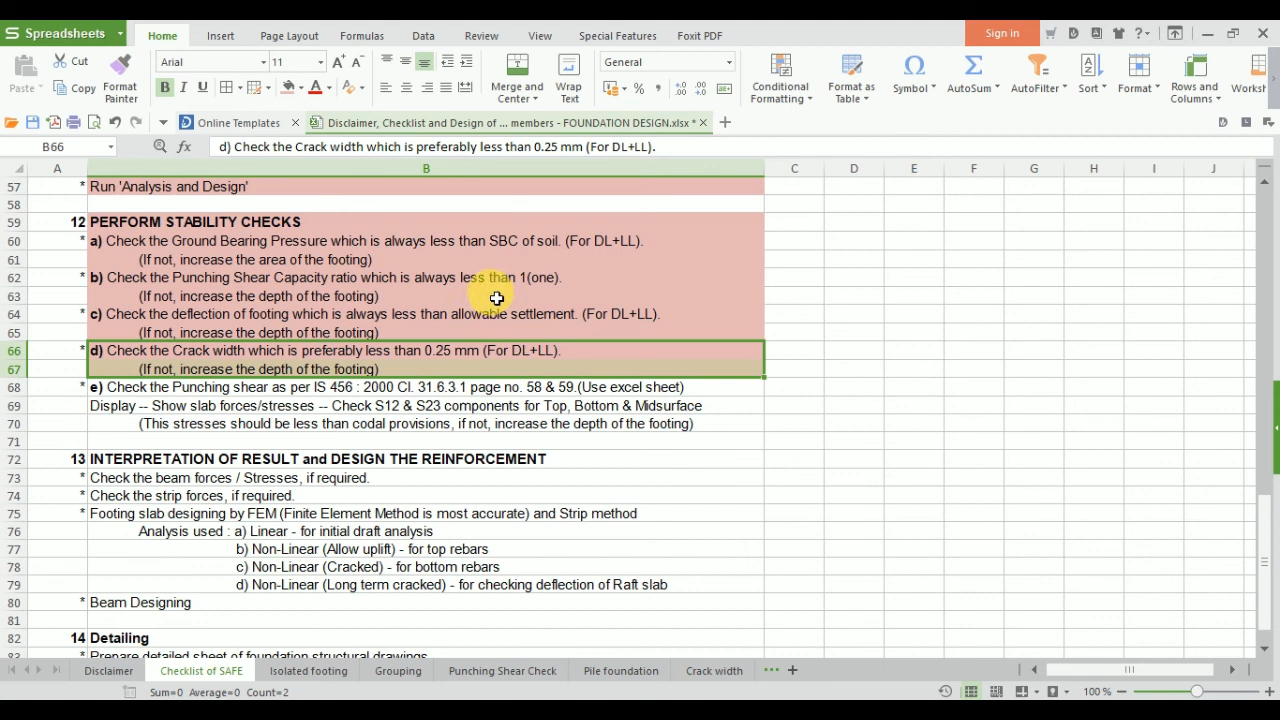 Spreadsheets
Home Insert Page Layout Formulas Data Review View Special Features Foxit PDF Sign in
Cut Arial 11 General
Paste Copy Format Painter B I U A Merge and Center Wrap Text Conditional Formatting Format as Table Symbol AutoSum AutoFilter Sort Format Rows and Columns Worksh
Online Templates Disclaimer, Checklist and Design of ... members - FOUNDATION DESIGN.xlsx *
B66 fx d) Check the Crack width which is preferably less than 0.25 mm (For DL+LL).
A B C D E F G H I J
57 * Run 'Analysis and Design'
58
59 12 PERFORM STABILITY CHECKS
60 * a) Check the Ground Bearing Pressure which is always less than SBC of soil. (For DL+LL).
61 (If not, increase the area of the footing)
62 * b) Check the Punching Shear Capacity ratio which is always less than 1(one).
63 (If not, increase the depth of the footing)
64 * c) Check the deflection of footing which is always less than allowable settlement. (For DL+LL).
65 (If not, increase the depth of the footing)
66 * d) Check the Crack width which is preferably less than 0.25 mm (For DL+LL).
67 (If not, increase the depth of the footing)
68 * e) Check the Punching shear as per IS 456 : 2000 Cl. 31.6.3.1 page no. 58 & 59.(Use excel sheet)
69 Display -- Show slab forces/stresses -- Check S12 & S23 components for Top, Bottom & Midsurface
70 (This stresses should be less than codal provisions, if not, increase the depth of the footing)
71
72 13 INTERPRETATION OF RESULT and DESIGN THE REINFORCEMENT
73 * Check the beam forces / Stresses, if required.
74 * Check the strip forces, if required.
75 * Footing slab designing by FEM (Finite Element Method is most accurate) and Strip method
76 Analysis used : a) Linear - for initial draft analysis
77 b) Non-Linear (Allow uplift) - for top rebars
78 c) Non-Linear (Cracked) - for bottom rebars
79 d) Non-Linear (Long term cracked) - for checking deflection of Raft slab
80 * Beam Designing
81
82 14 Detailing
83 * Prepare detailed sheet of foundation structural drawings
Disclaimer Checklist of SAFE Isolated footing Grouping Punching Shear Check Pile foundation Crack width
Sum=0 Average=0 Count=2 100 %